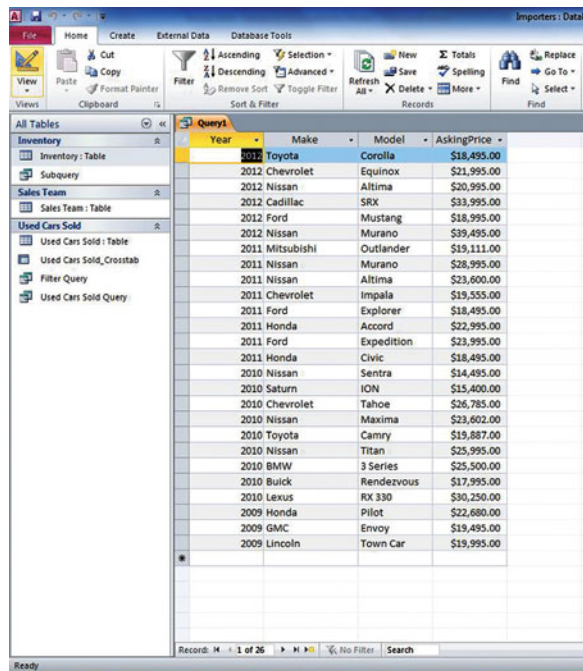 Importers : Datal
File Home Create External Data Database Tools
View Paste Cut Copy Format Painter Filter Ascending Descending Remove Sort Selection Advanced Toggle Filter Refresh All New Save Delete Totals Spelling More Find Replace Go To Select
Views Clipboard Sort & Filter Records Find
All Tables
Inventory
Inventory : Table
Subquery
Sales Team
Sales Team : Table
Used Cars Sold
Used Cars Sold : Table
Used Cars Sold_Crosstab
Filter Query
Used Cars Sold Query
Query1
Year Make Model AskingPrice
2012 Toyota Corolla $18,495.00
2012 Chevrolet Equinox $21,995.00
2012 Nissan Altima $20,995.00
2012 Cadillac SRX $33,995.00
2012 Ford Mustang $18,995.00
2012 Nissan Murano $39,495.00
2011 Mitsubishi Outlander $19,111.00
2011 Nissan Murano $28,995.00
2011 Nissan Altima $23,600.00
2011 Chevrolet Impala $19,555.00
2011 Ford Explorer $18,495.00
2011 Honda Accord $22,995.00
2011 Ford Expedition $23,995.00
2011 Honda Civic $18,495.00
2010 Nissan Sentra $14,495.00
2010 Saturn ION $15,400.00
2010 Chevrolet Tahoe $26,785.00
2010 Nissan Maxima $23,602.00
2010 Toyota Camry $19,887.00
2010 Nissan Titan $25,995.00
2010 BMW 3 Series $25,500.00
2010 Buick Rendezvous $17,995.00
2010 Lexus RX 330 $30,250.00
2009 Honda Pilot $22,680.00
2009 GMC Envoy $19,495.00
2009 Lincoln Town Car $19,995.00
Record: 1 of 26 No Filter Search
Ready